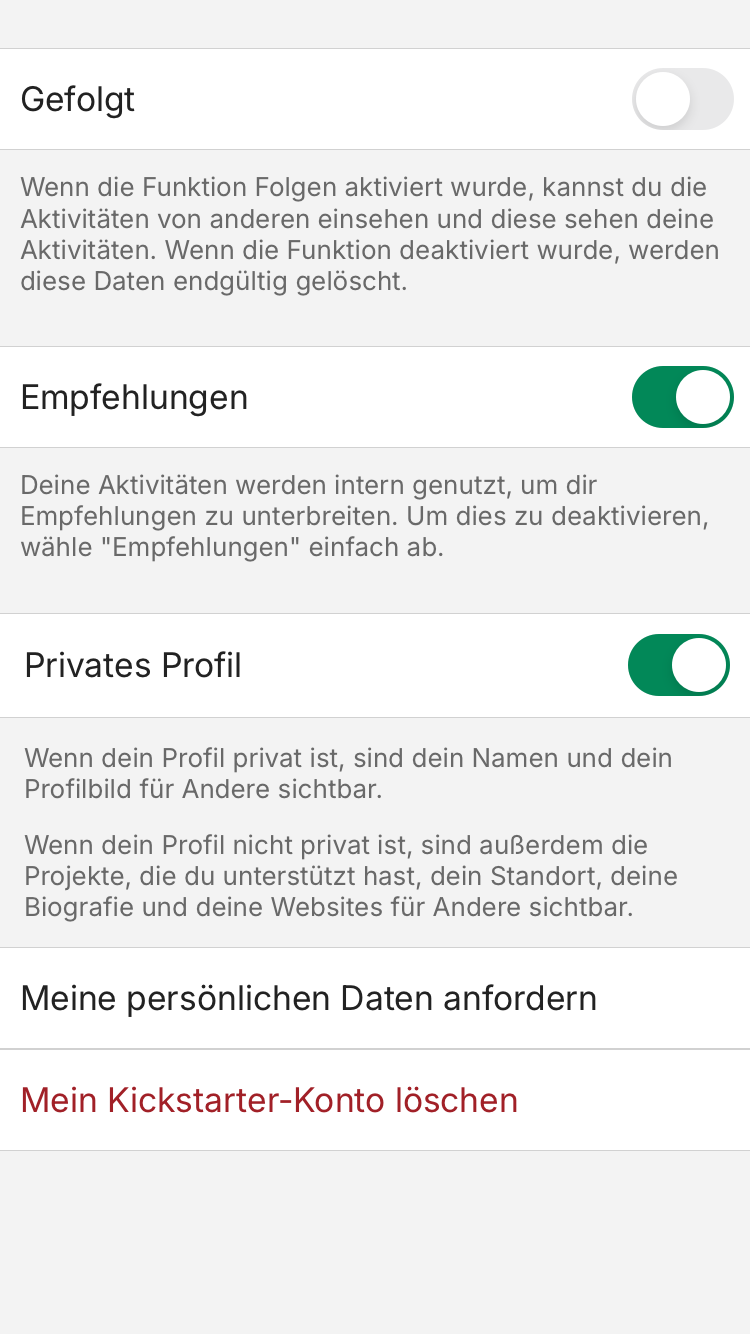 Gefolgt
Wenn die Funktion Folgen aktiviert wurde, kannst du die
Aktivitäten von anderen einsehen und diese sehen deine
Aktivitäten. Wenn die Funktion deaktiviert wurde, werden
diese Daten endgültig gelöscht.
Empfehlungen
Deine Aktivitäten werden intern genutzt, um dir
Empfehlungen zu unterbreiten. Um dies zu deaktivieren,
wähle "Empfehlungen" einfach ab.
Privates Profil
Wenn dein Profil privat ist, sind dein Namen und dein
Profilbild für Andere sichtbar.
Wenn dein Profil nicht privat ist, sind außerdem die
Projekte, die du unterstützt hast, dein Standort, deine
Biografie und deine Websites für Andere sichtbar.
Meine persönlichen Daten anfordern
Mein Kickstarter-Konto löschen